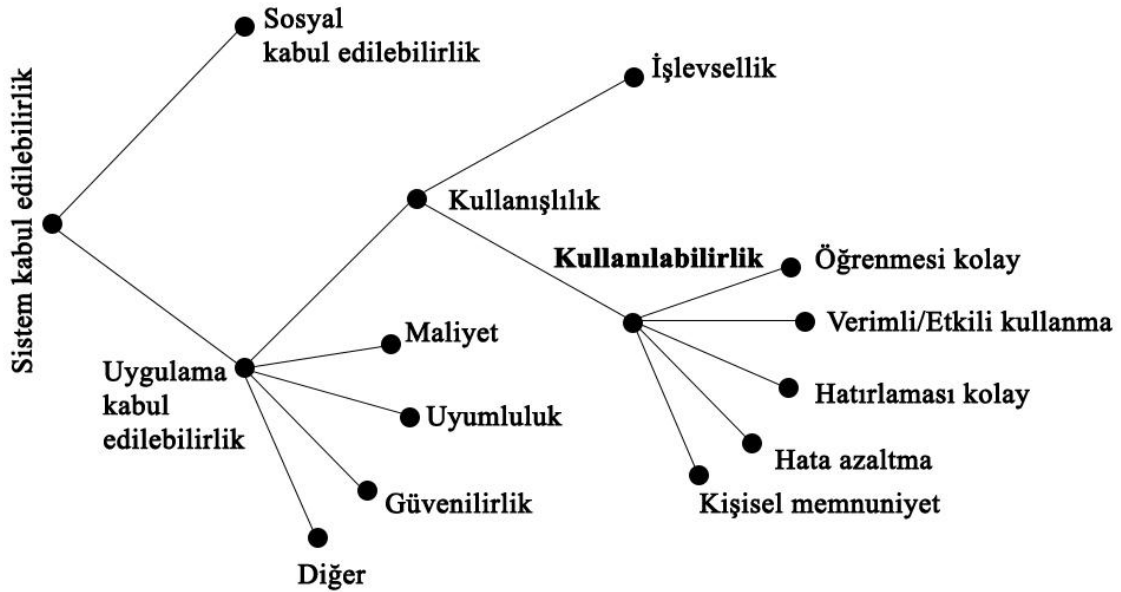 Sistem kabul edilebilirlik
Sosyal
kabul edilebilirlik
Uygulama
kabul
edilebilirlik
Kullanışlılık
Maliyet
Uyumluluk
Güvenilirlik
Diğer
İşlevsellik
Kullanılabilirlik
Öğrenmesi kolay
Verimli/Etkili kullanma
Hatırlaması kolay
Hata azaltma
Kişisel memnuniyet